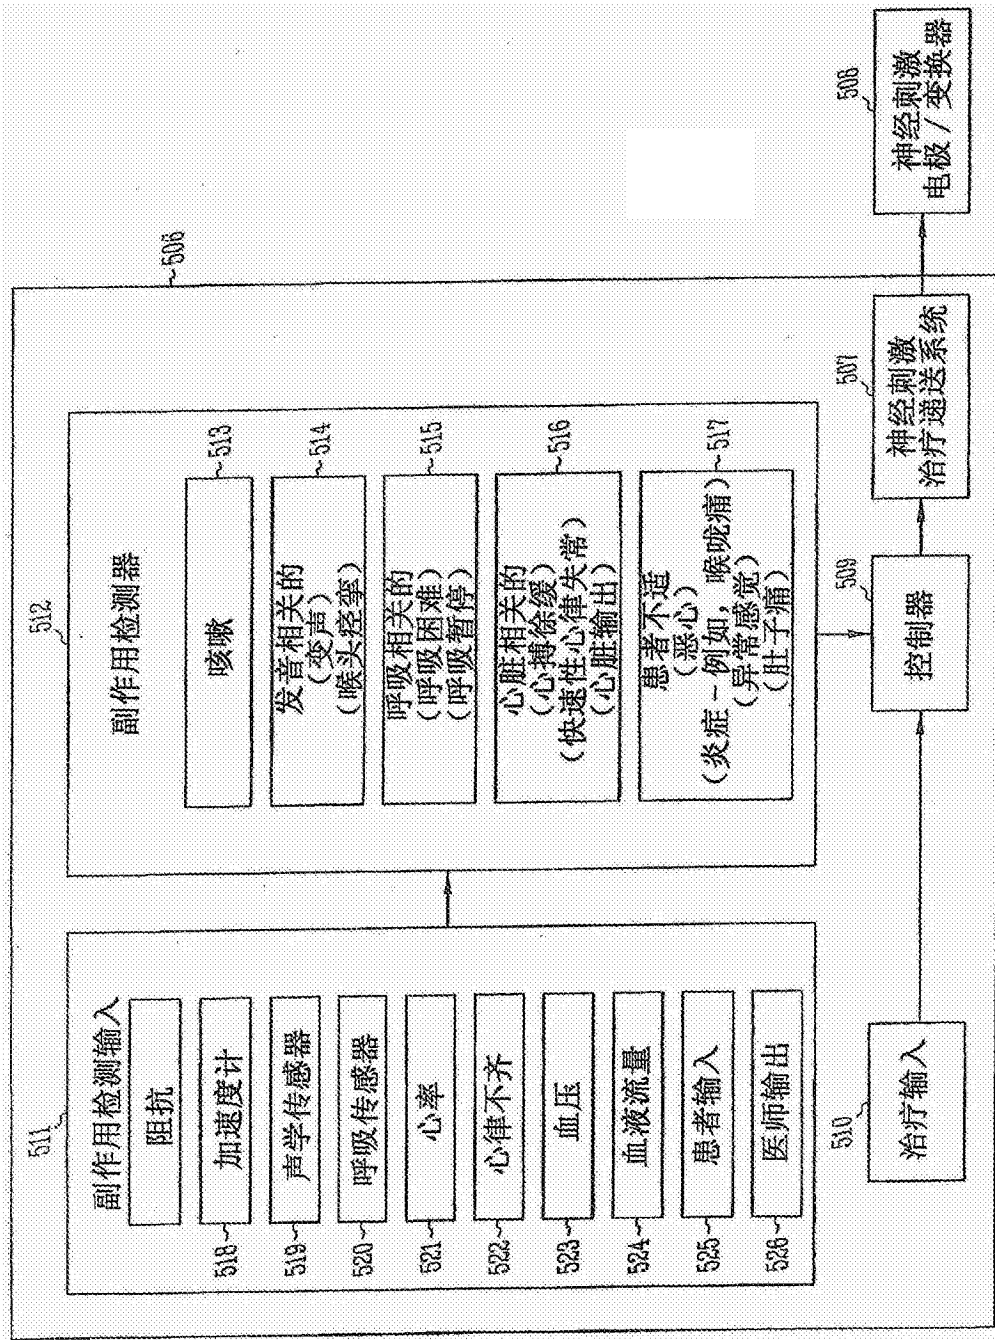 506
511
副作用检测输入
阻抗
518
加速度计
519
声学传感器
520
呼吸传感器
521
心率
522
心律不齐
523
血压
524
血液流量
525
患者输入
526
医师输出
512
副作用检测器
咳嗽
513
发音相关的
(变声)
(喉头痉挛)
514
呼吸相关的
(呼吸困难)
(呼吸暂停)
515
心脏相关的
(心搏徐缓)
(快速性心律失常)
(心脏输出)
516
患者不适
(恶心)
(炎症-例如, 喉咙痛)
(异常感觉)
(肚子痛)
517
510
治疗输入
控制器
509
507
神经刺激
治疗递送系统
508
神经刺激
电极/变换器